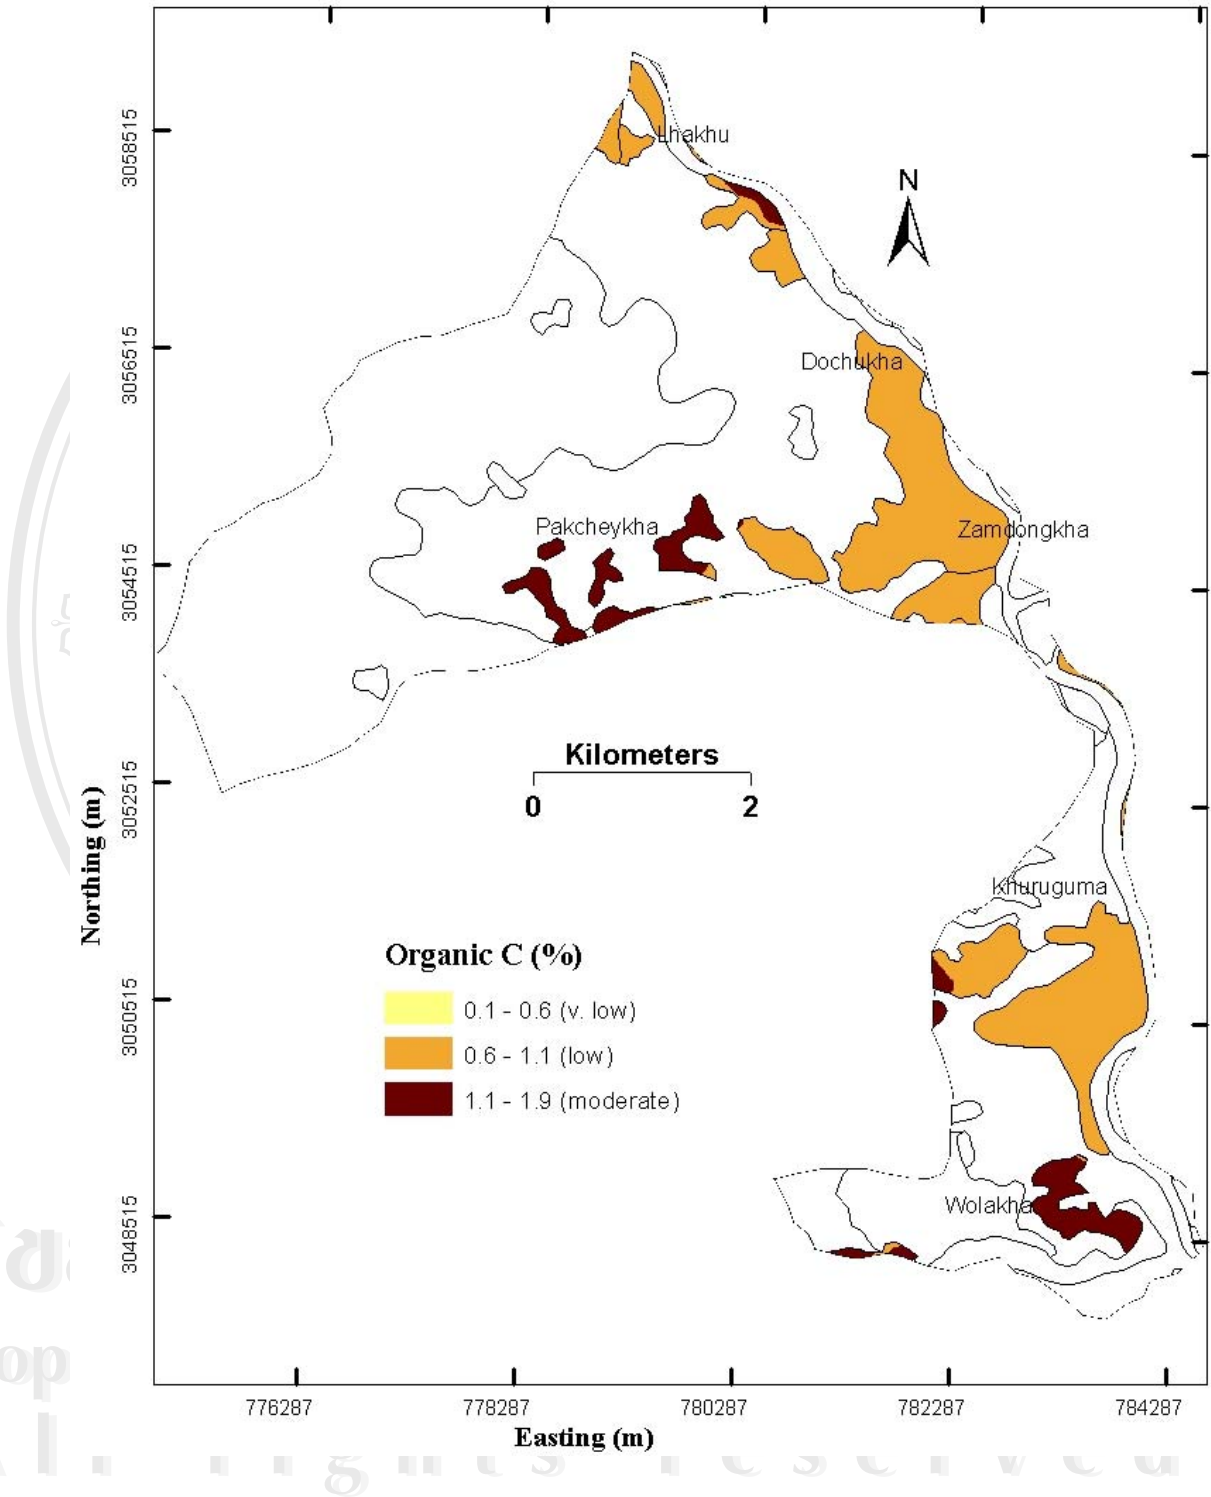 Lhakhu
N
3058515
3056515
Dochukha
Pakcheykha
Zamdongkha
3054515
Kilometers
0 2
3052515
Northing (m)
Khuruguma
Organic C (%)
0.1 - 0.6 (v. low)
0.6 - 1.1 (low)
1.1 - 1.9 (moderate)
3050515
Wolakha
3048515
776287 778287 780287 782287 784287
Easting (m)
rights reserved